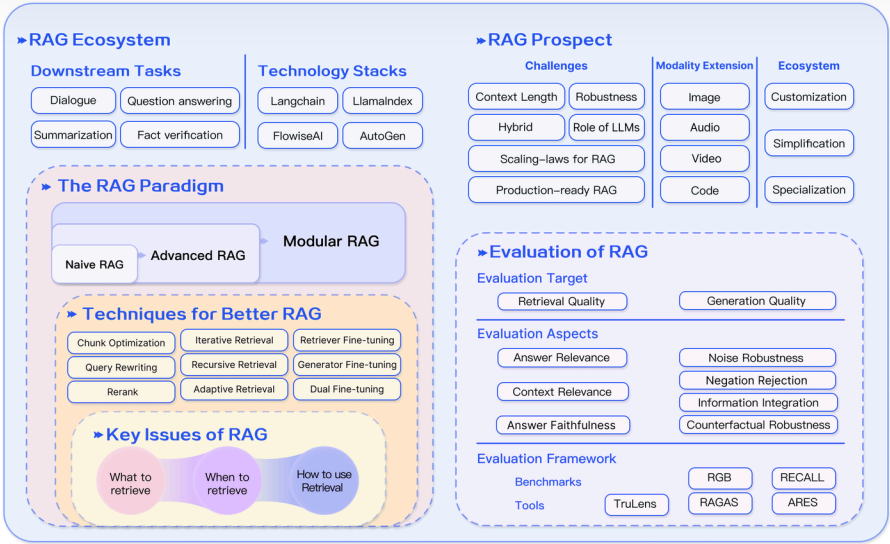 RAG Ecosystem
Downstream Tasks
Dialogue
Question answering
Summarization
Fact verification
Technology Stacks
Langchain
LlamaIndex
FlowiseAI
AutoGen
The RAG Paradigm
Naive RAG
Advanced RAG
Modular RAG
Techniques for Better RAG
Chunk Optimization
Iterative Retrieval
Retriever Fine-tuning
Query Rewriting
Recursive Retrieval
Generator Fine-tuning
Rerank
Adaptive Retrieval
Dual Fine-tuning
Key Issues of RAG
What to
retrieve
When to
retrieve
How to use
Retrieval
RAG Prospect
Challenges
Context Length
Robustness
Hybrid
Role of LLMs
Scaling-laws for RAG
Production-ready RAG
Modality Extension
Image
Audio
Video
Code
Ecosystem
Customization
Simplification
Specialization
Evaluation of RAG
Evaluation Target
Retrieval Quality
Generation Quality
Evaluation Aspects
Answer Relevance
Context Relevance
Answer Faithfulness
Noise Robustness
Negation Rejection
Information Integration
Counterfactual Robustness
Evaluation Framework
Benchmarks
RGB
RECALL
Tools
TruLens
RAGAS
ARES